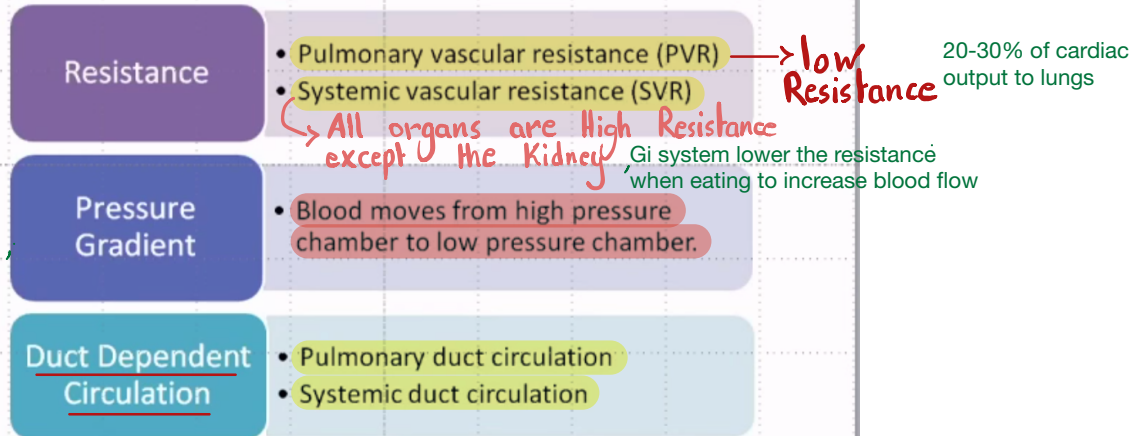 Resistance
• Pulmonary vascular resistance (PVR)
→ low Resistance
20-30% of cardiac
output to lungs
• Systemic vascular resistance (SVR)
→ All organs are High Resistance
except the Kidney
, Gi system lower the resistance
when eating to increase blood flow
Pressure
Gradient
• Blood moves from high pressure
chamber to low pressure chamber.
Duct Dependent
Circulation
• Pulmonary duct circulation
• Systemic duct circulation